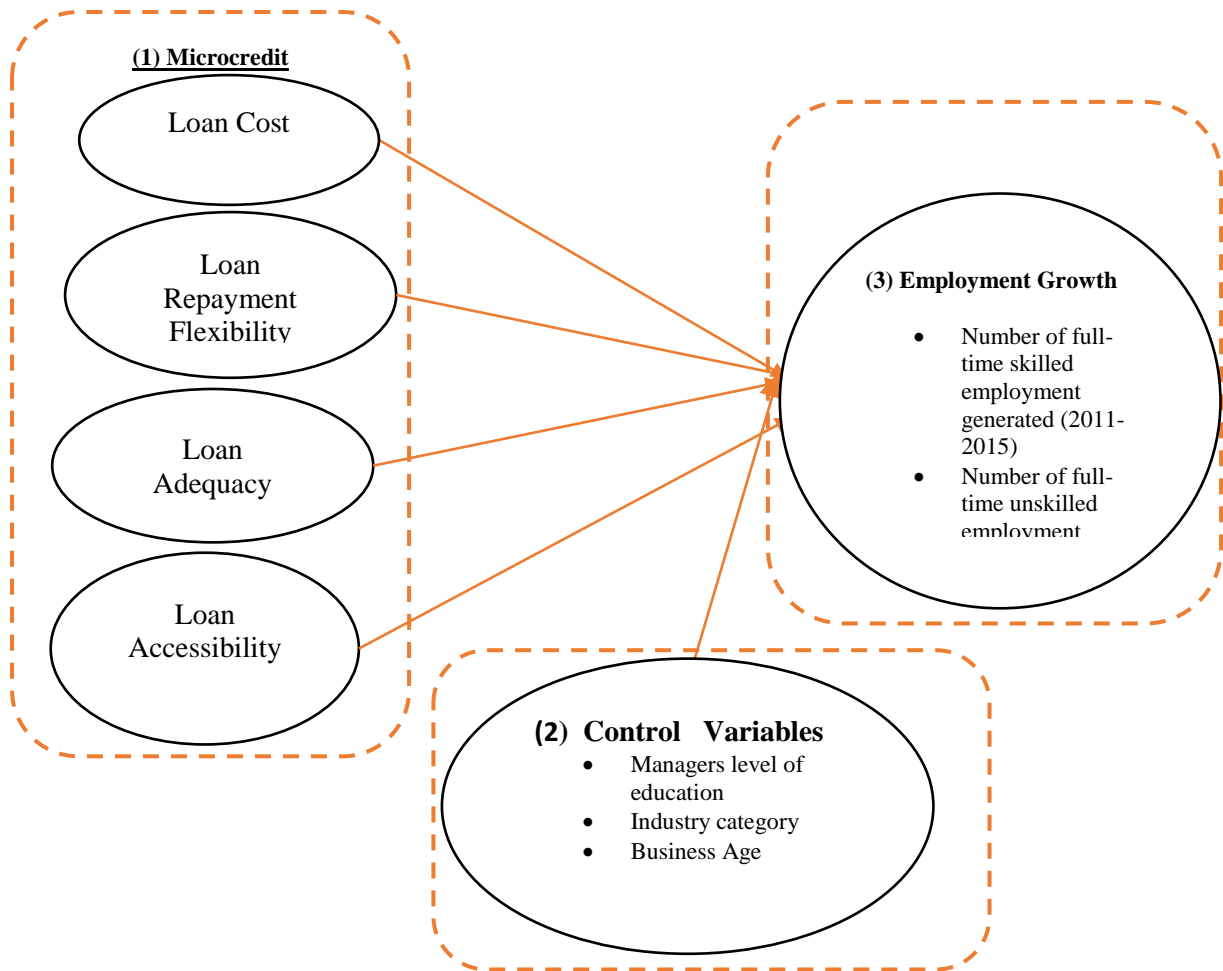 (1) Microcredit
Loan Cost
Loan
Repayment
Flexibility
Loan
Adequacy
Loan
Accessibility
(3) Employment Growth
• Number of full-
time skilled
employment
generated (2011-
2015)
• Number of full-
time unskilled
employment
(2) Control Variables
• Managers level of
education
• Industry category
• Business Age